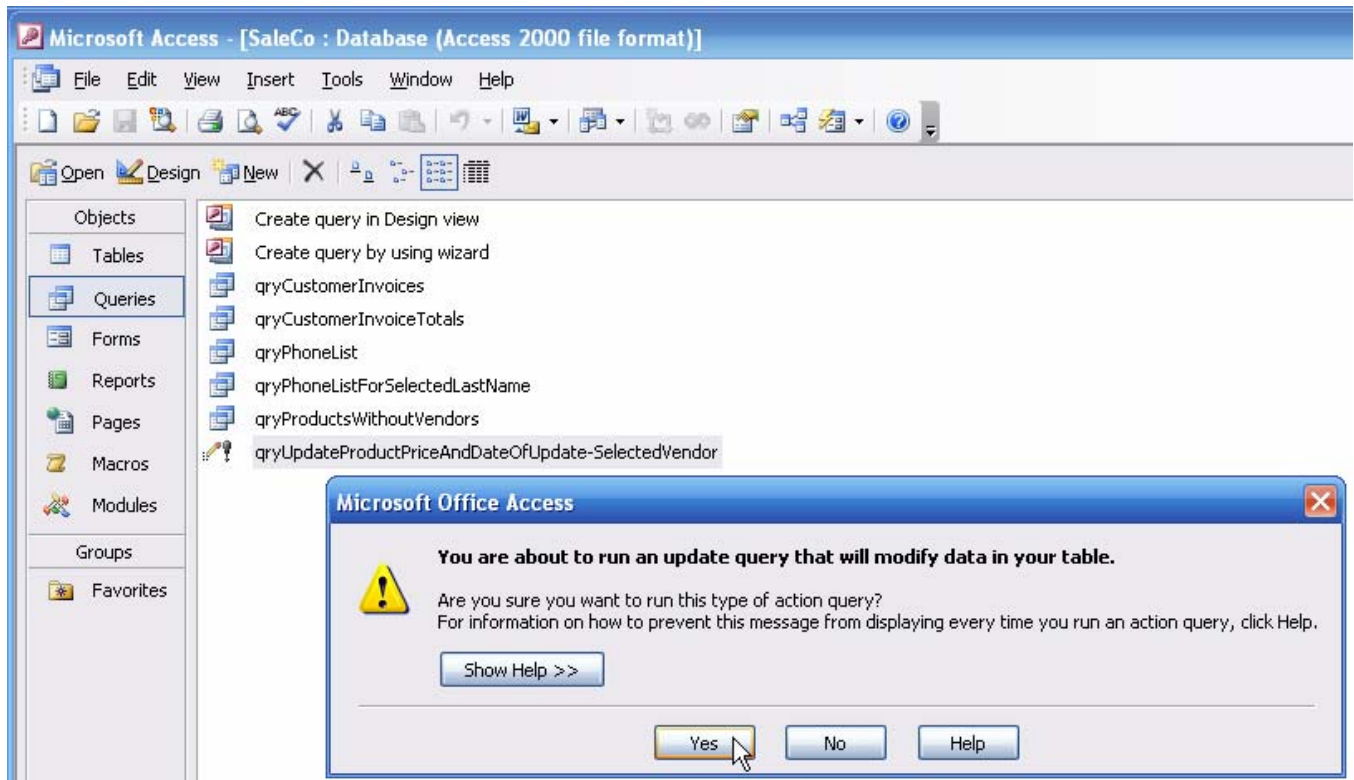 Microsoft Access - [SaleCo : Database (Access 2000 file format)]
File Edit View Insert Tools Window Help
ABC
Open Design New
Objects
Tables
Queries
Forms
Reports
Pages
Macros
Modules
Groups
Favorites
Create query in Design view
Create query by using wizard
qryCustomerInvoices
qryCustomerInvoiceTotals
qryPhoneList
qryPhoneListForSelectedLastName
qryProductsWithoutVendors
qryUpdateProductPriceAndDateOfUpdate-SelectedVendor
Microsoft Office Access
You are about to run an update query that will modify data in your table.
Are you sure you want to run this type of action query?
For information on how to prevent this message from displaying every time you run an action query, click Help.
Show Help >>
Yes No Help